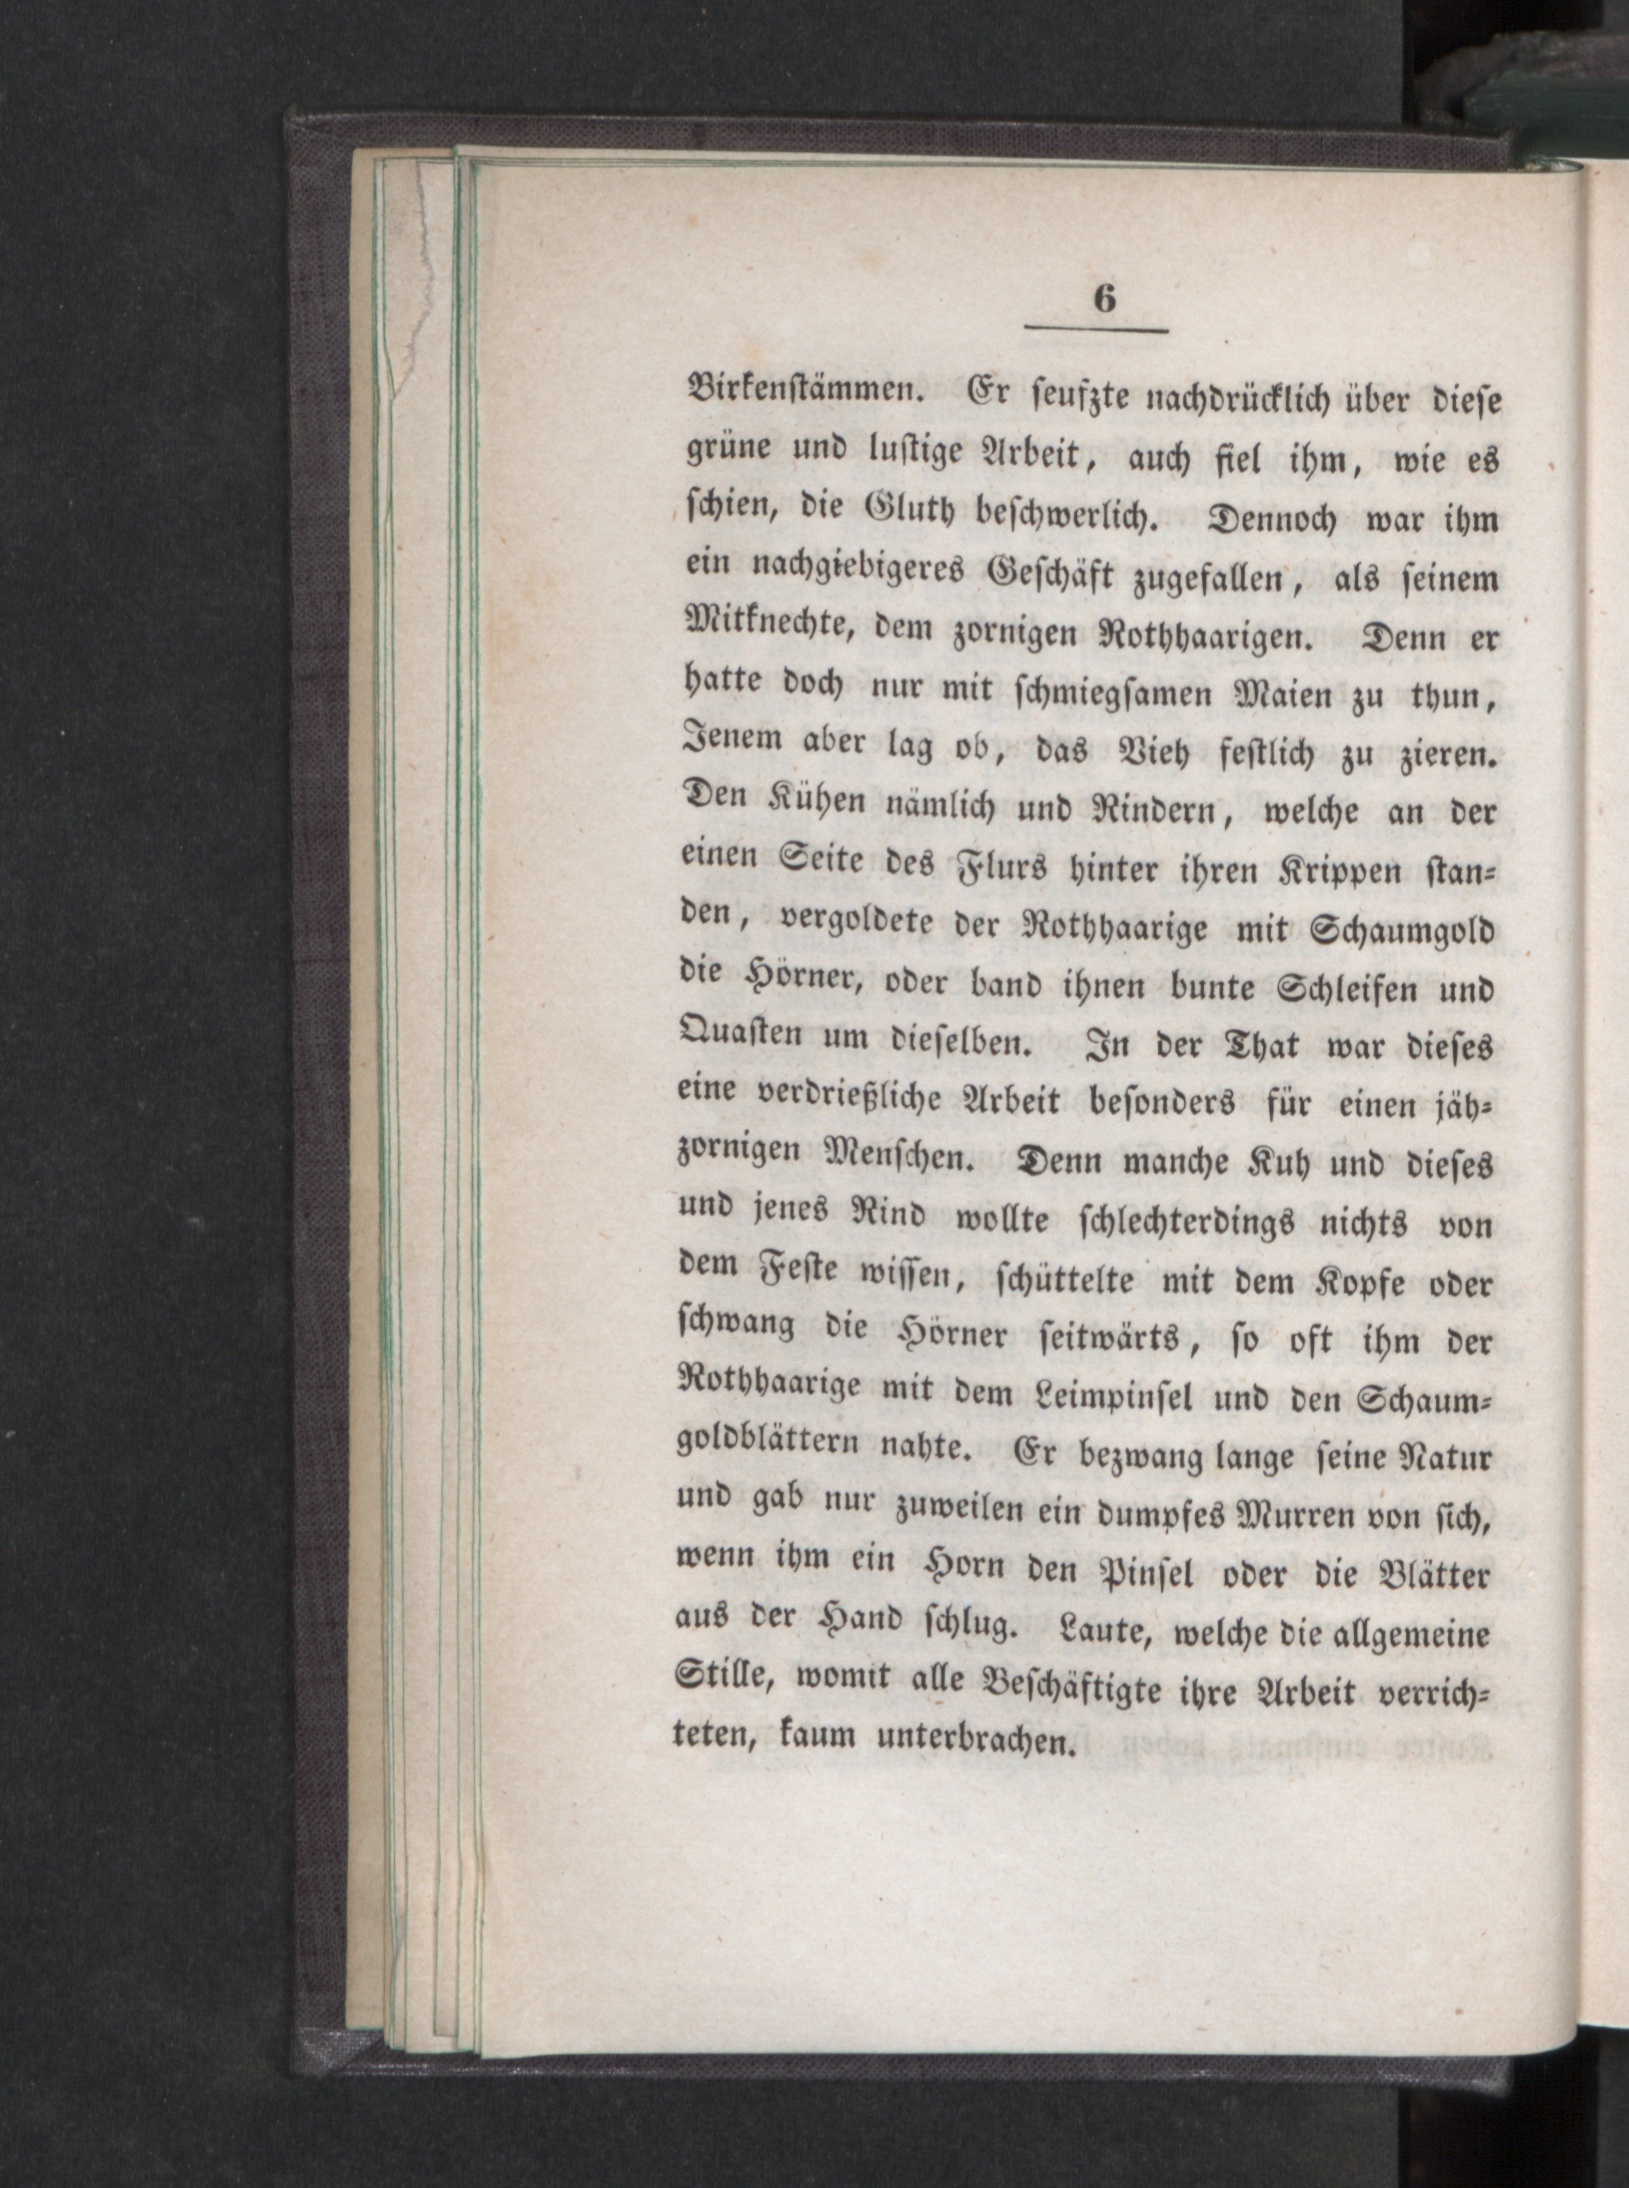 6
Birkenſtämmen. Er ſeufzte nachdrücklich über dieſe
grüne und luſtige Arbeit, auch fiel ihm, wie es
ſchien, die Gluth beſchwerlich. Dennoch war ihm
ein nachgiebigeres Geſchäft zugefallen, als ſeinem
Mitknechte, dem zornigen Rothhaarigen. Denn er
hatte doch nur mit ſchmiegſamen Maien zu thun,
Jenem aber lag ob, das Vieh feſtlich zu zieren.
Den Kühen nämlich und Rindern, welche an der
einen Seite des Flurs hinter ihren Krippen ſtan⸗
den, vergoldete der Rothhaarige mit Schaumgold
die Hörner, oder band ihnen bunte Schleifen und
Quaſten um dieſelben. In der That war dieſes
eine verdrießliche Arbeit beſonders für einen jäh⸗
zornigen Menſchen. Denn manche Kuh und dieſes
und jenes Rind wollte ſchlechterdings nichts von
dem Feſte wiſſen, ſchüttelte mit dem Kopfe oder
ſchwang die Hörner ſeitwärts, ſo oft ihm der
Rothhaarige mit dem Leimpinſel und den Schaum⸗
goldblättern nahte. Er bezwang lange ſeine Natur
und gab nur zuweilen ein dumpfes Murren von ſich,
wenn ihm ein Horn den Pinſel oder die Blätter
aus der Hand ſchlug. Laute, welche die allgemeine
Stille, womit alle Beſchäftigte ihre Arbeit verrich⸗
teten, kaum unterbrachen.